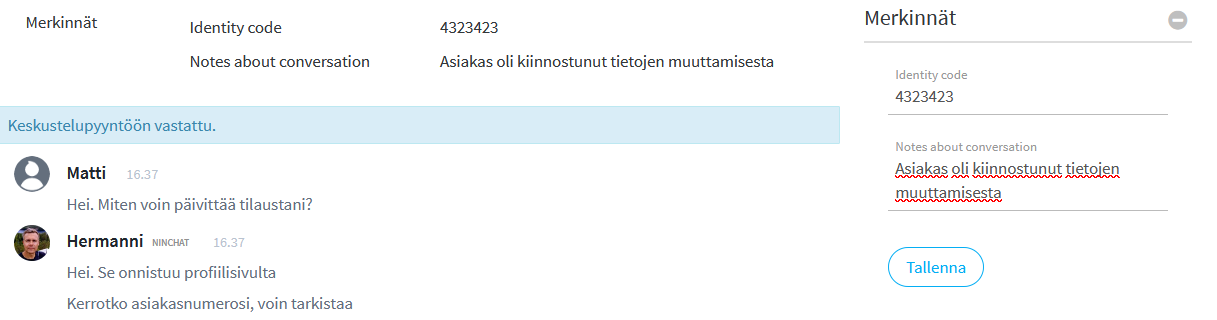 Merkinnät
Identity code 4323423
Notes about conversation Asiakas oli kiinnostunut tietojen muuttamisesta
Keskustelupyyntöön vastattu.
Matti 16.37
Hei. Miten voin päivittää tilaustani?
Hermanni NINCHAT 16.37
Hei. Se onnistuu profiilisivulta
Kerrotko asiakasnumerosi, voin tarkistaa
Merkinnät
Identity code
4323423
Notes about conversation
Asiakas oli kiinnostunut tietojen
muuttamisesta
Tallenna